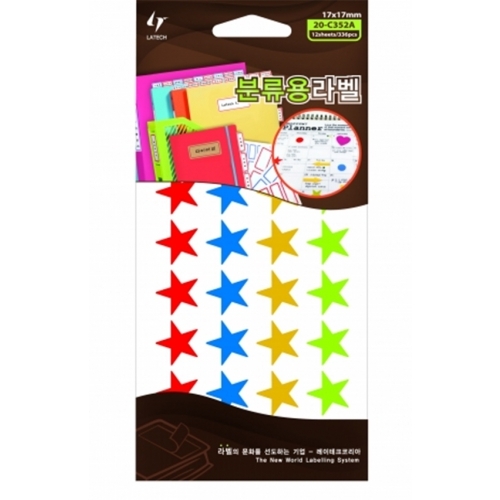 LATECH
17x17mm
20-C352A
12sheets/336pcs
분류용라벨
Planner
라벨의 문화를 선도하는 기업 - 레이테크코리아
The New World Labelling System